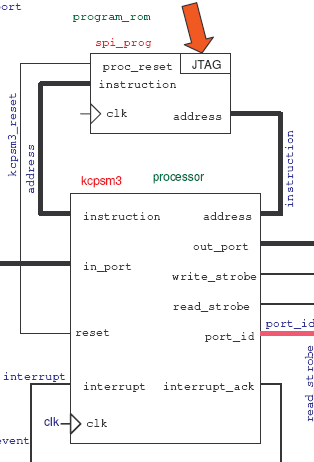 port
program_rom
spi_prog
proc_reset
JTAG
instruction
clk
address
kcpsm3_reset
address
instruction
kcpsm3
processor
instruction
address
out_port
in_port
write_strobe
read_strobe
port_id
port_id
reset
read_strobe
interrupt
interrupt
interrupt_ack
clk
clk
event